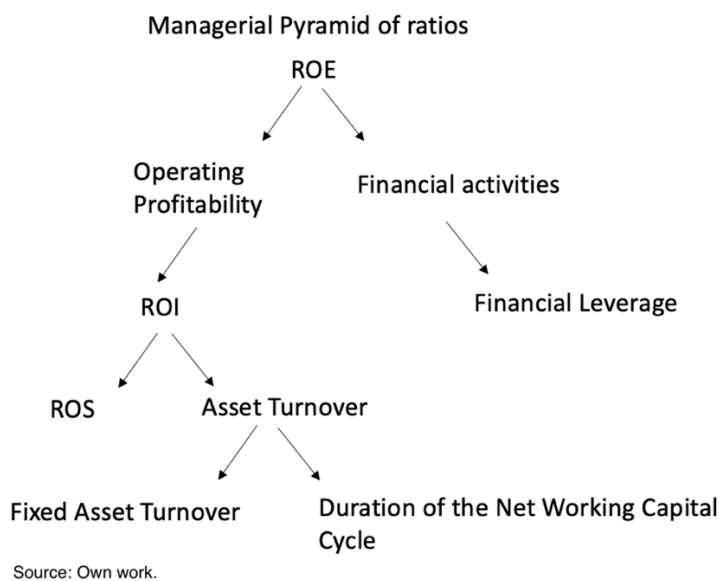 Managerial Pyramid of ratios
ROE
Operating
Profitability
Financial activities
ROI
Financial Leverage
ROS
Asset Turnover
Fixed Asset Turnover
Duration of the Net Working Capital
Cycle
Source: Own work.